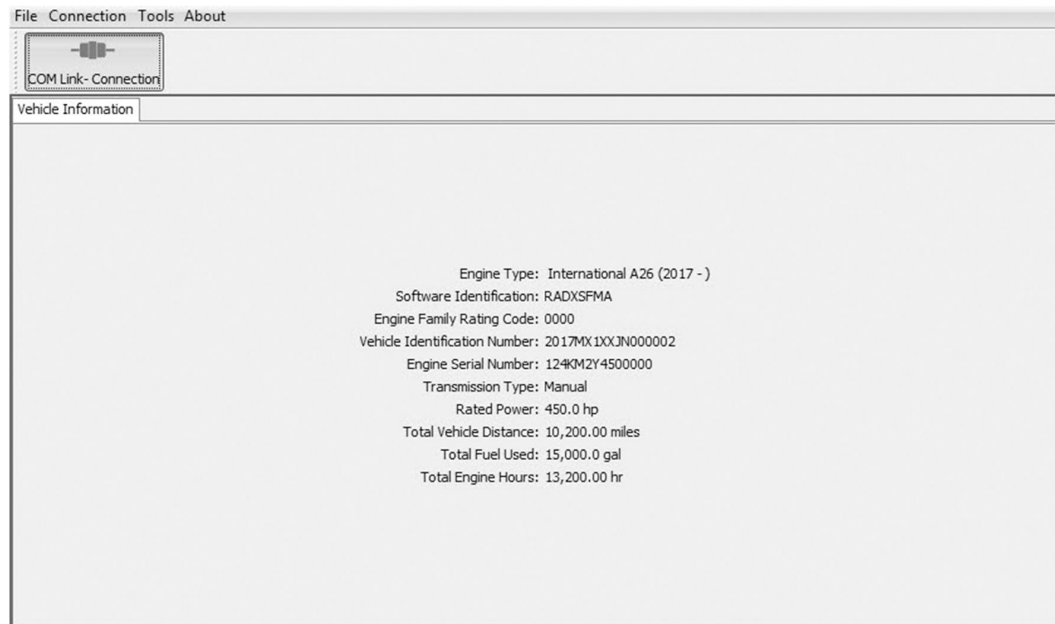 File Connection Tools About
COM Link- Connection
Vehicle Information
Engine Type: International A26 (2017 - )
Software Identification: RADXSFMA
Engine Family Rating Code: 0000
Vehicle Identification Number: 2017MX1XXJN000002
Engine Serial Number: 124KM2Y4500000
Transmission Type: Manual
Rated Power: 450.0 hp
Total Vehicle Distance: 10,200.00 miles
Total Fuel Used: 15,000.0 gal
Total Engine Hours: 13,200.00 hr